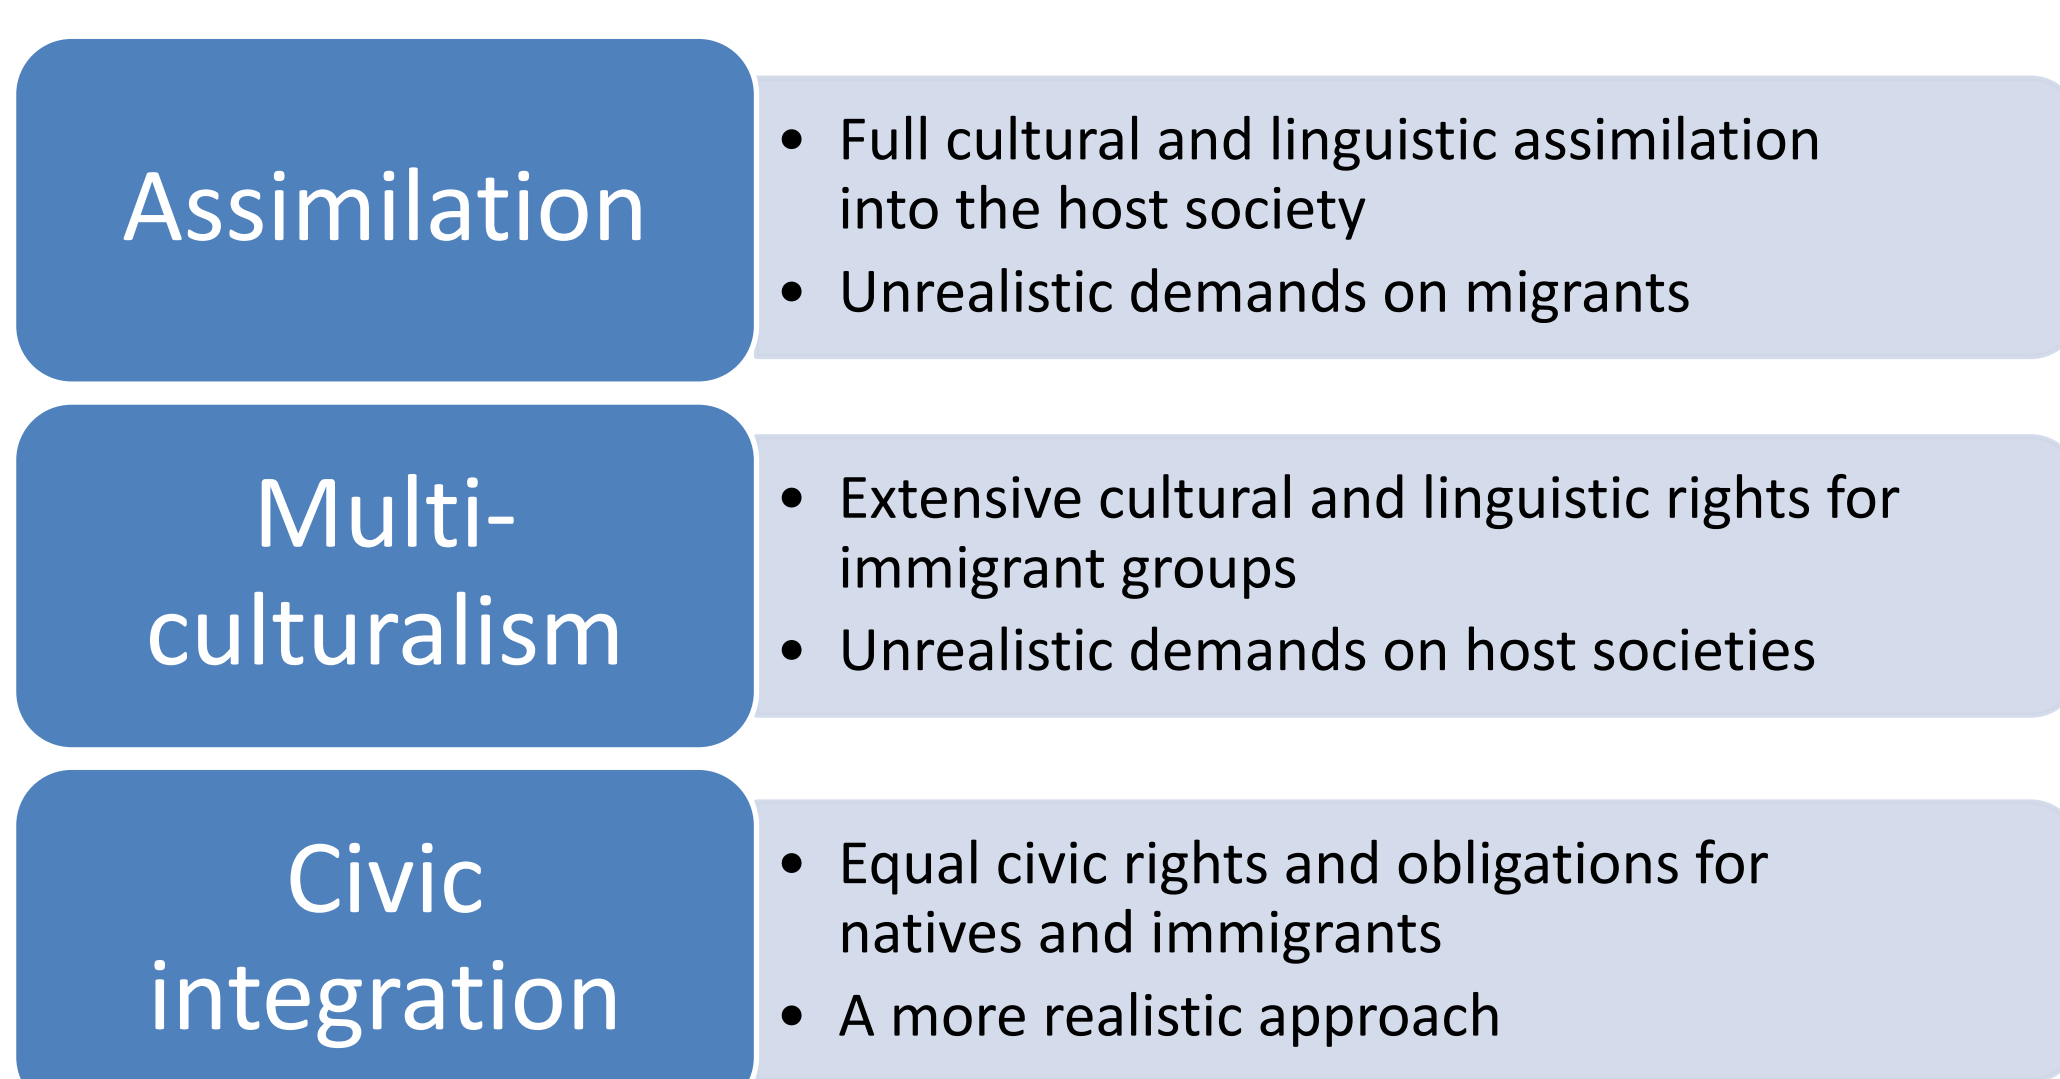 Assimilation
• Full cultural and linguistic assimilation
into the host society
• Unrealistic demands on migrants
Multi-
culturalism
• Extensive cultural and linguistic rights for
immigrant groups
• Unrealistic demands on host societies
Civic
integration
• Equal civic rights and obligations for
natives and immigrants
• A more realistic approach